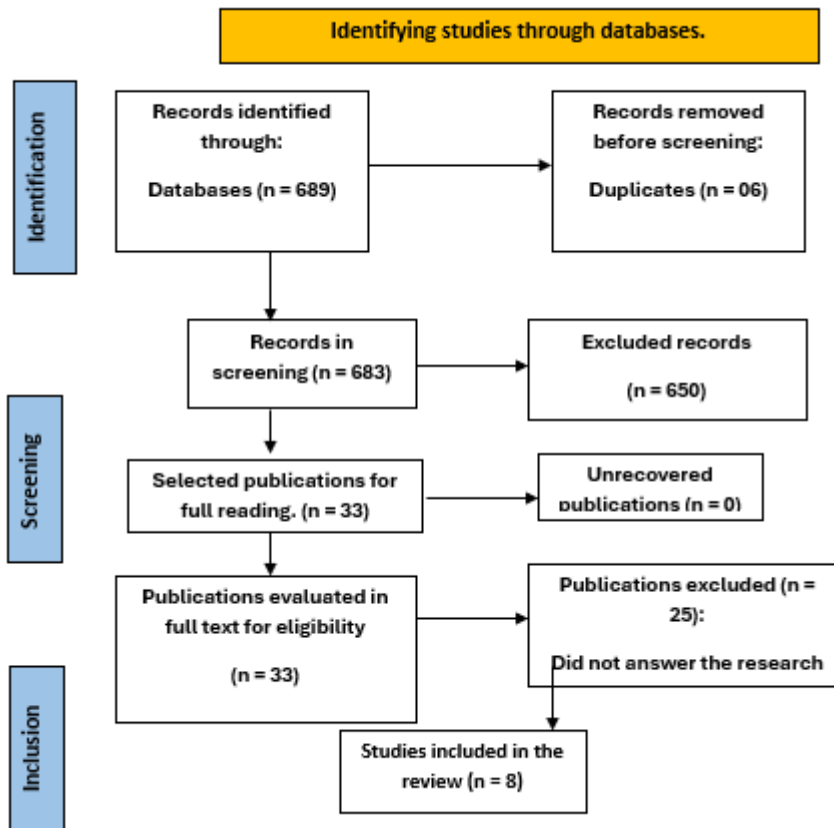 Identifying studies through databases.
Identification
Records identified
through:
Databases (n = 689)
Records removed
before screening:
Duplicates (n = 06)
Records in
screening (n = 683)
Excluded records
(n = 650)
Screening
Selected publications for
full reading. (n = 33)
Unrecovered
publications (n = 0)
Publications evaluated in
full text for eligibility
(n = 33)
Publications excluded (n =
25):
Did not answer the research
Inclusion
Studies included in the
review (n = 8)